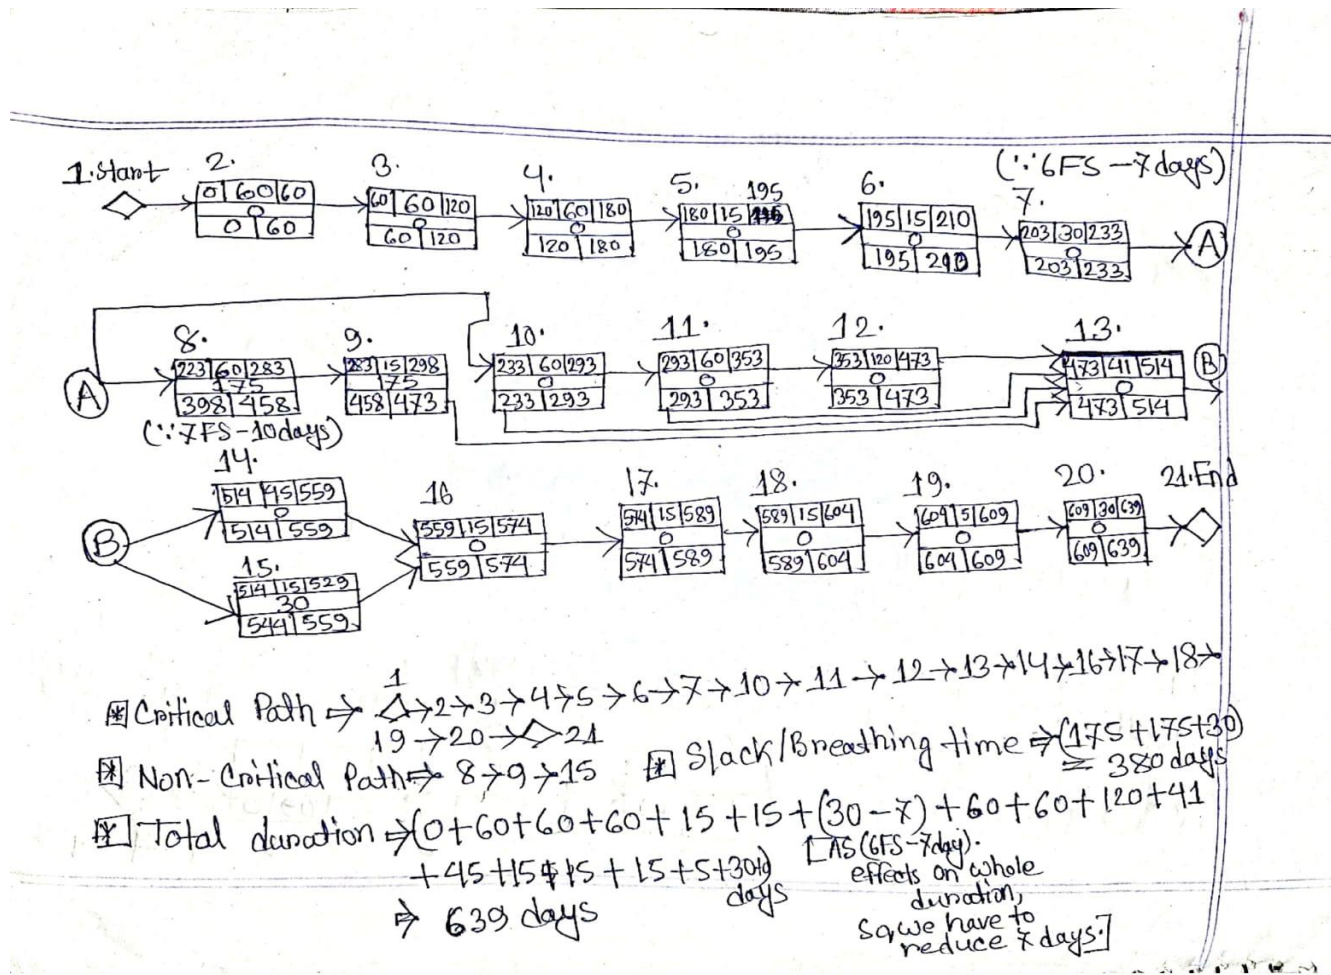 1. Start
2.
0 | 60 | 60
0
0 | 60
3.
60 | 60 | 120
0
60 | 120
4.
120 | 60 | 180
0
120 | 180
5.
195
180 | 15
0
180 | 195
6.
195 | 15 | 210
0
195 | 210
(∵ 6FS-7days)
7.
203 | 30 | 233
0
203 | 233
A
A
8.
223 | 60 | 283
175
398 | 458
(∵ 7FS-10days)
9.
283 | 15 | 298
175
458 | 473
10.
233 | 60 | 293
0
233 | 293
11.
293 | 60 | 353
0
293 | 353
12.
353 | 120 | 473
0
353 | 473
13.
473 | 41 | 514
0
473 | 514
B
B
14.
514 | 45 | 559
0
514 | 559
15.
514 | 15 | 529
30
544 | 559
16
559 | 15 | 574
0
559 | 574
17.
574 | 15 | 589
0
574 | 589
18.
589 | 15 | 604
0
589 | 604
19.
604 | 5 | 609
0
604 | 609
20.
609 | 30 | 639
0
609 | 639
21. End
1
* Critical Path ⇒ ◇→2→3→4→5→6→7→10→11→12→13→14→16→17→18→
19→20→◇21
* Non-Critical Path ⇒ 8→9→15
* Slack/Breathing time ⇒ (175+175+30)
= 380 days
* Total duration ⇒ (0+60+60+60+15+15+(30-7)+60+60+120+41
+45+15+15+15+5+30+0)
days
[AS (6FS-7day).
effects on whole
duration,
so, we have to
reduce 7 days.]
⇒ 639 days